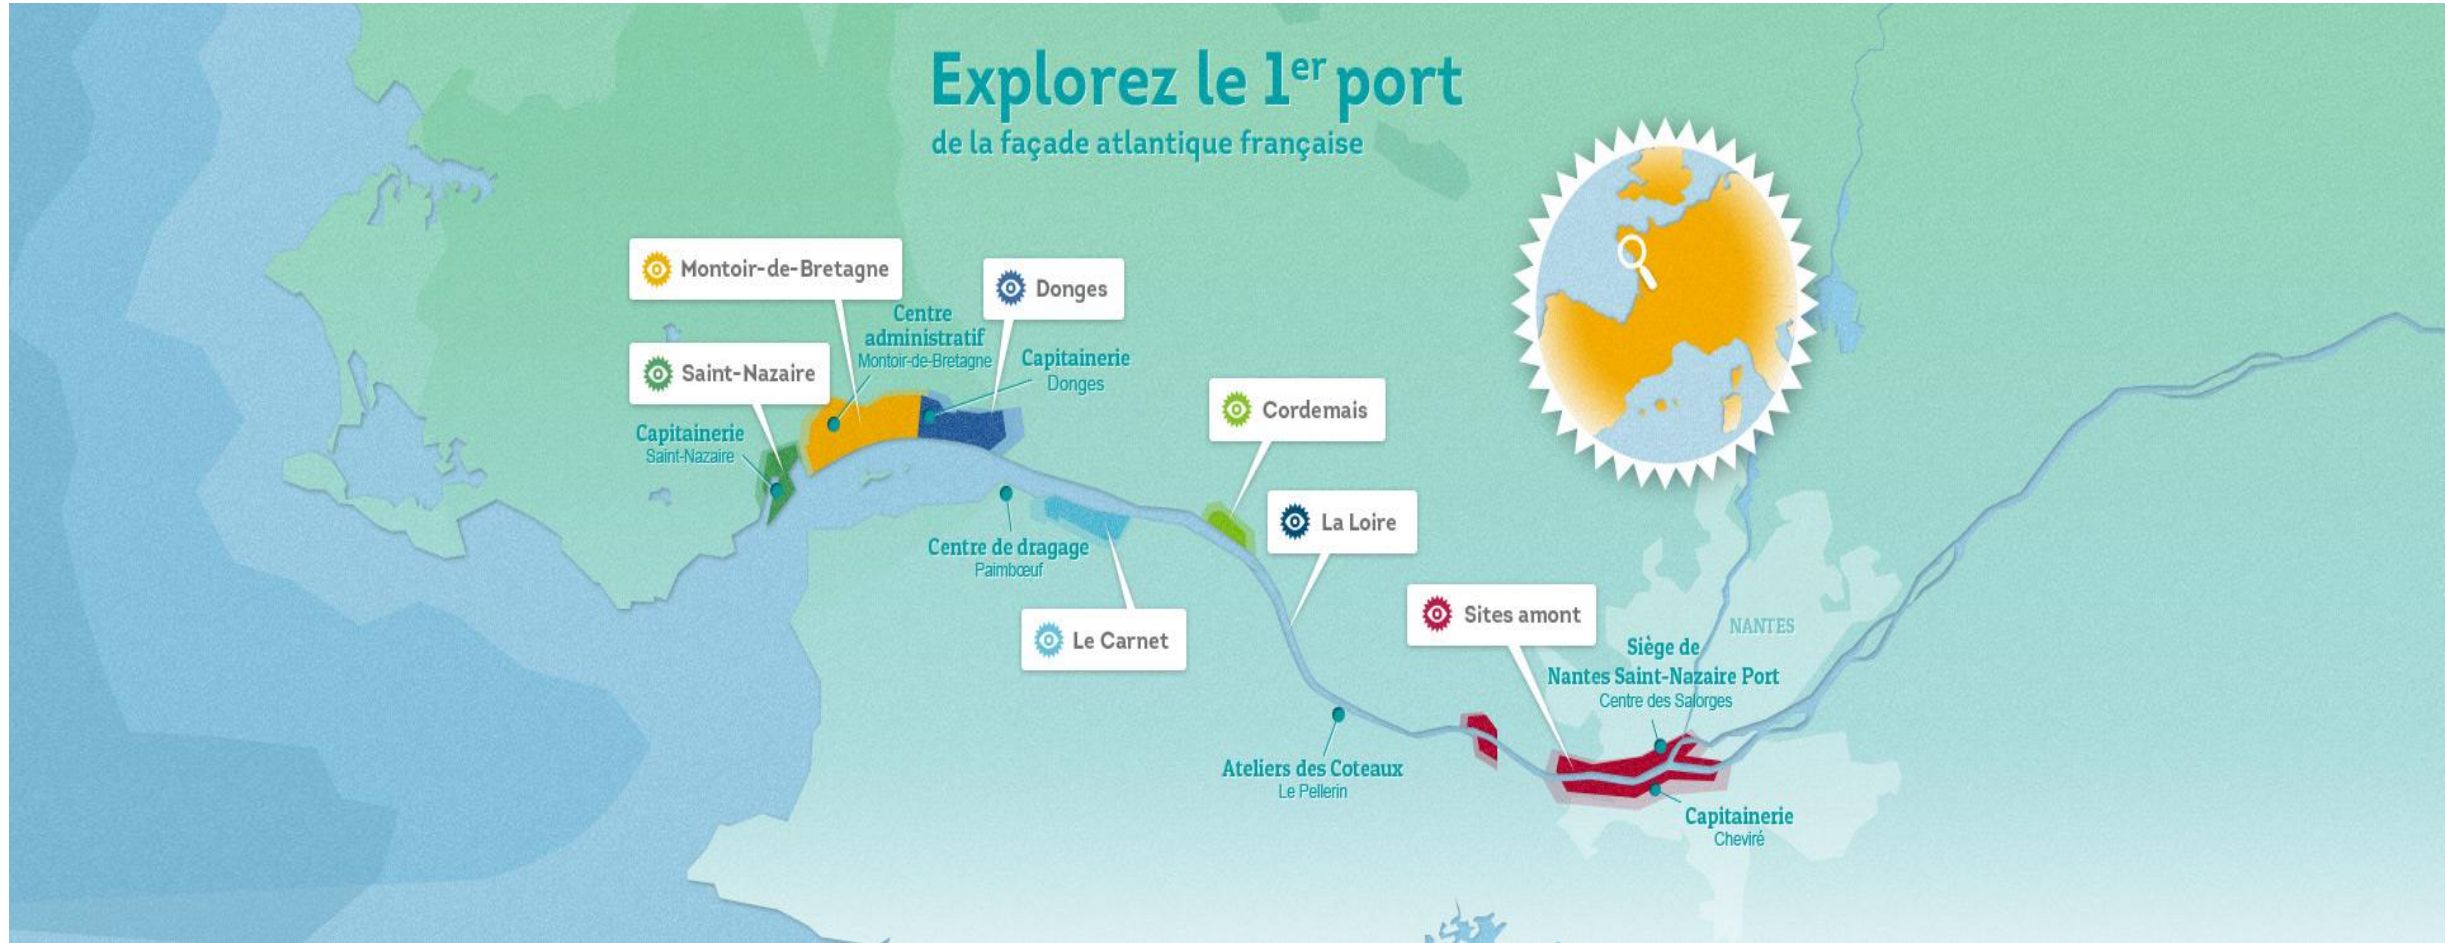 Explorez le 1er port
de la façade atlantique française
Montoir-de-Bretagne
Donges
Centre
administratif
Montoir-de-Bretagne
Capitainerie
Donges
Saint-Nazaire
Capitainerie
Saint-Nazaire
Cordemais
La Loire
Centre de dragage
Paimbœuf
Le Carnet
Sites amont
NANTES
Siège de
Nantes Saint-Nazaire Port
Centre des Salorges
Ateliers des Coteaux
Le Pellerin
Capitainerie
Cheviré